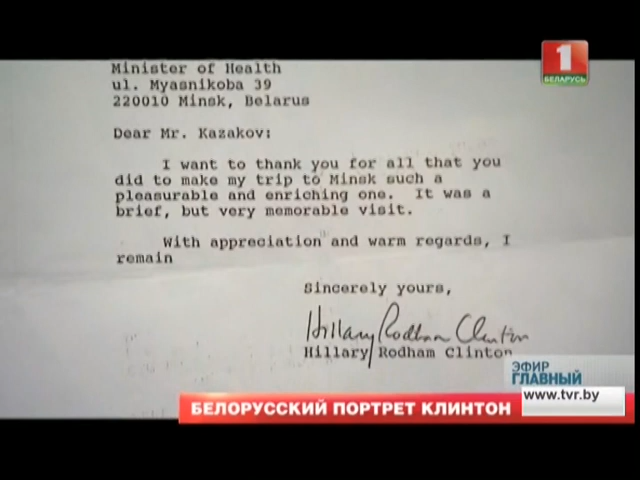 1
БЕЛАРУСЬ
Minister of Health
ul. Myasnikoba 39
220010 Minsk, Belarus
Dear Mr. Kazakov:
I want to thank you for all that you
did to make my trip to Minsk such a
pleasurable and enriching one. It was a
brief, but very memorable visit.
With appreciation and warm regards, I
remain
Sincerely yours,
Hillary Rodham Clinton
Hillary Rodham Clinton
ЭФИР
ГЛАВНЫЙ
БЕЛОРУССКИЙ ПОРТРЕТ КЛИНТОН
www.tvr.by